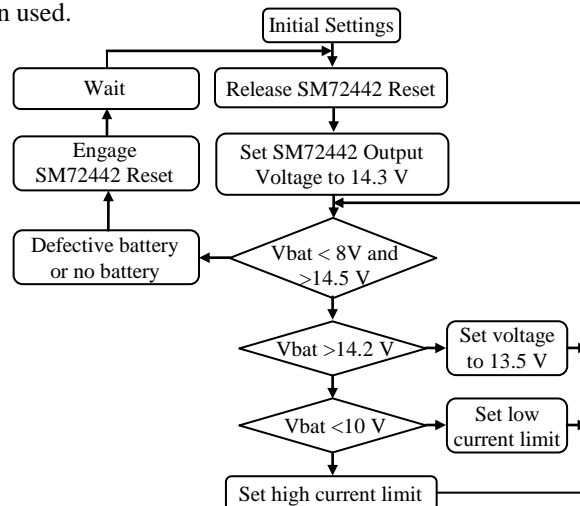 n used.
Initial Settings
Wait
Release SM72442 Reset
Engage
SM72442 Reset
Set SM72442 Output
Voltage to 14.3 V
Defective battery
or no battery
Vbat < 8V and
>14.5 V
Vbat >14.2 V
Set voltage
to 13.5 V
Vbat <10 V
Set low
current limit
Set high current limit